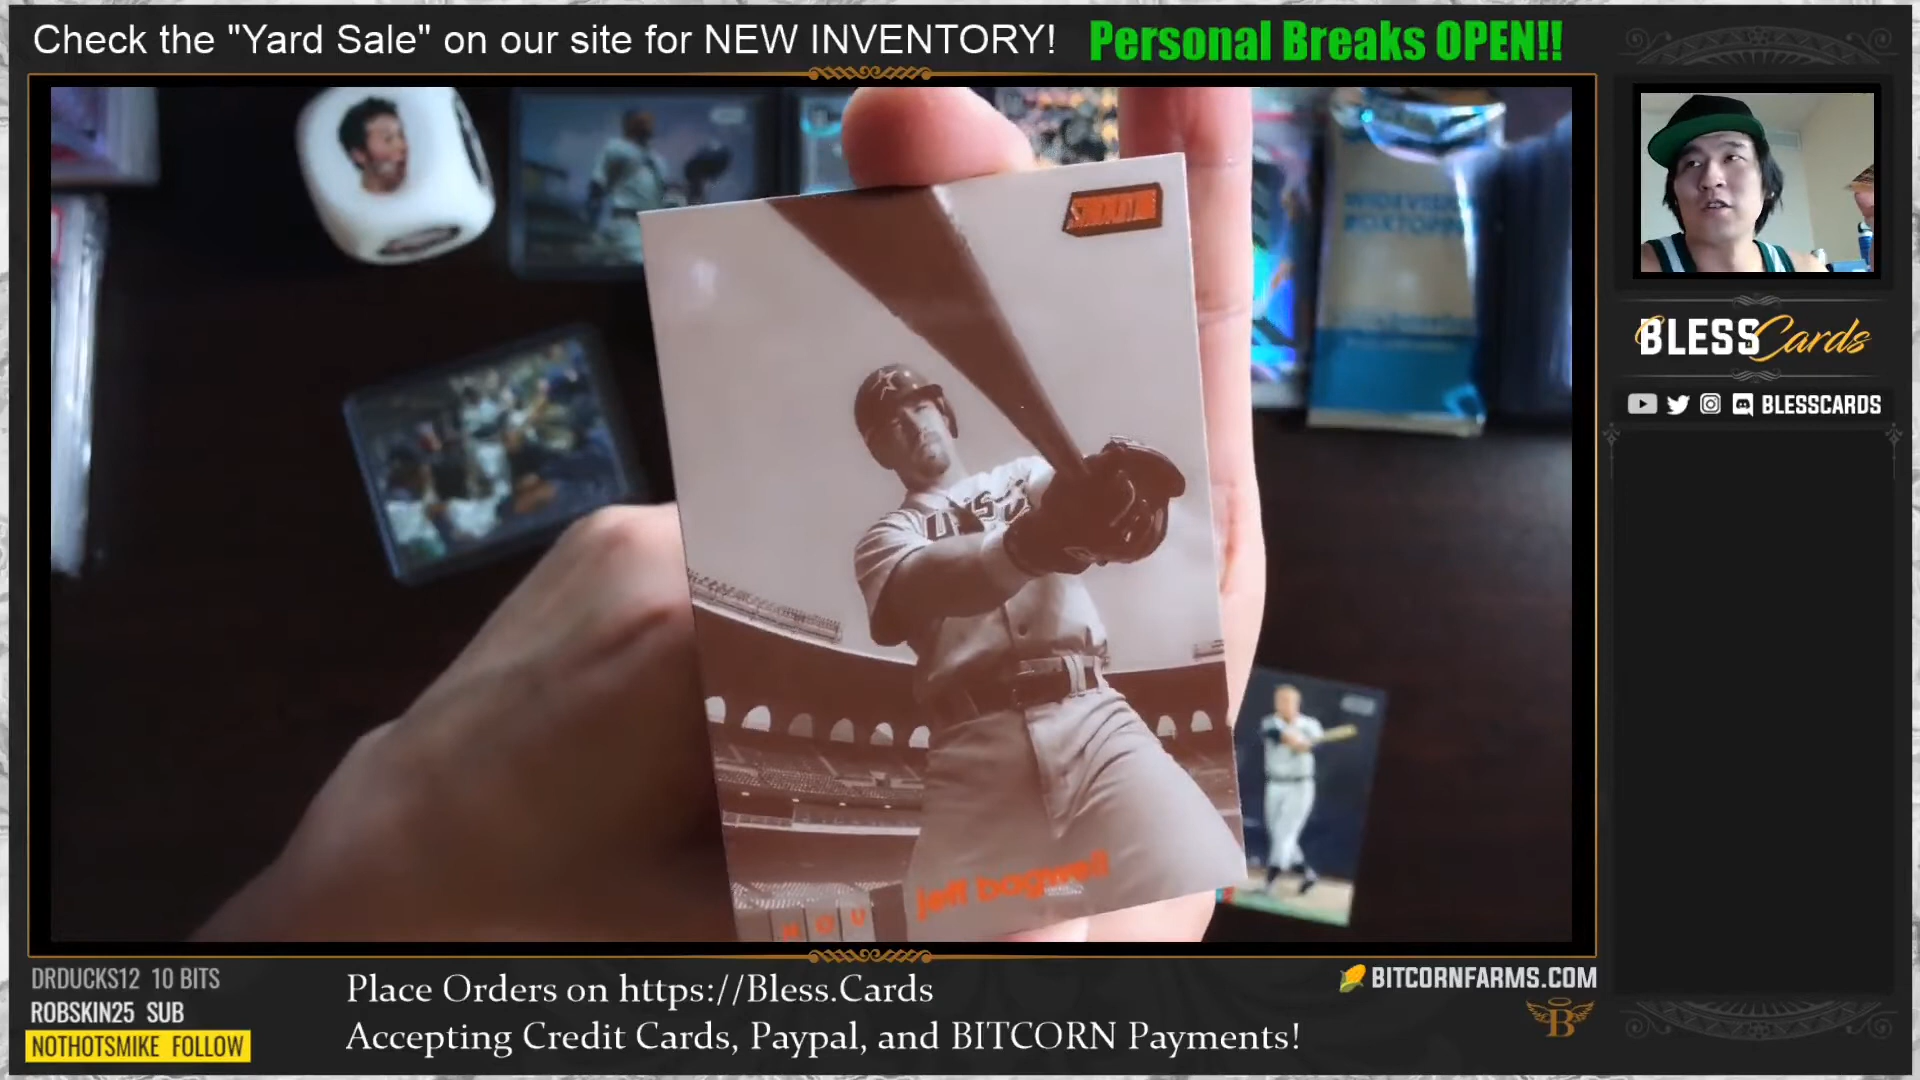 Check the "Yard Sale" on our site for NEW INVENTORY! Personal Breaks OPEN!!
STADIUM
jeff bagwell
HOU
BLESS Cards
BLESSCARDS
DRDUCKS12 10 BITS
ROBSKIN25 SUB
NOTHOTSMIKE FOLLOW
Place Orders on https://Bless.Cards
Accepting Credit Cards, Paypal, and BITCORN Payments!
BITCORNFARMS.COM
B